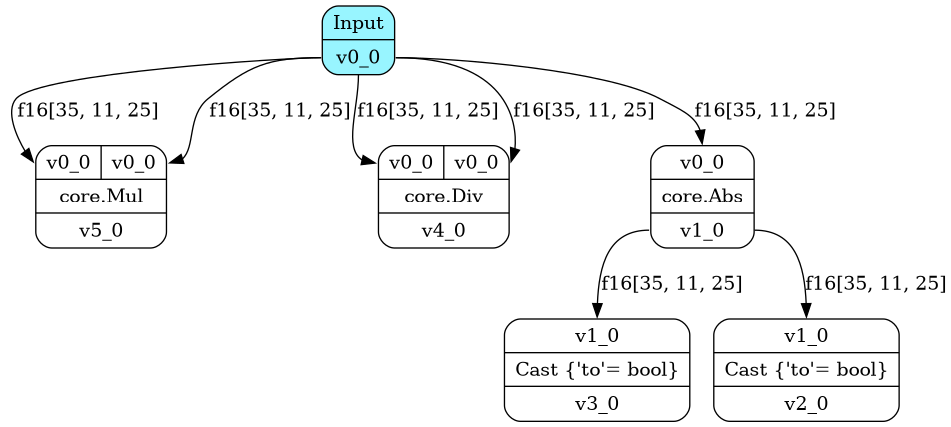 Input
v0_0
f16[35, 11, 25]
f16[35, 11, 25]
f16[35, 11, 25]
f16[35, 11, 25]
f16[35, 11, 25]
v0_0 v0_0
core.Mul
v5_0
v0_0 v0_0
core.Div
v4_0
v0_0
core.Abs
v1_0
f16[35, 11, 25]
f16[35, 11, 25]
v1_0
Cast {'to'= bool}
v3_0
v1_0
Cast {'to'= bool}
v2_0